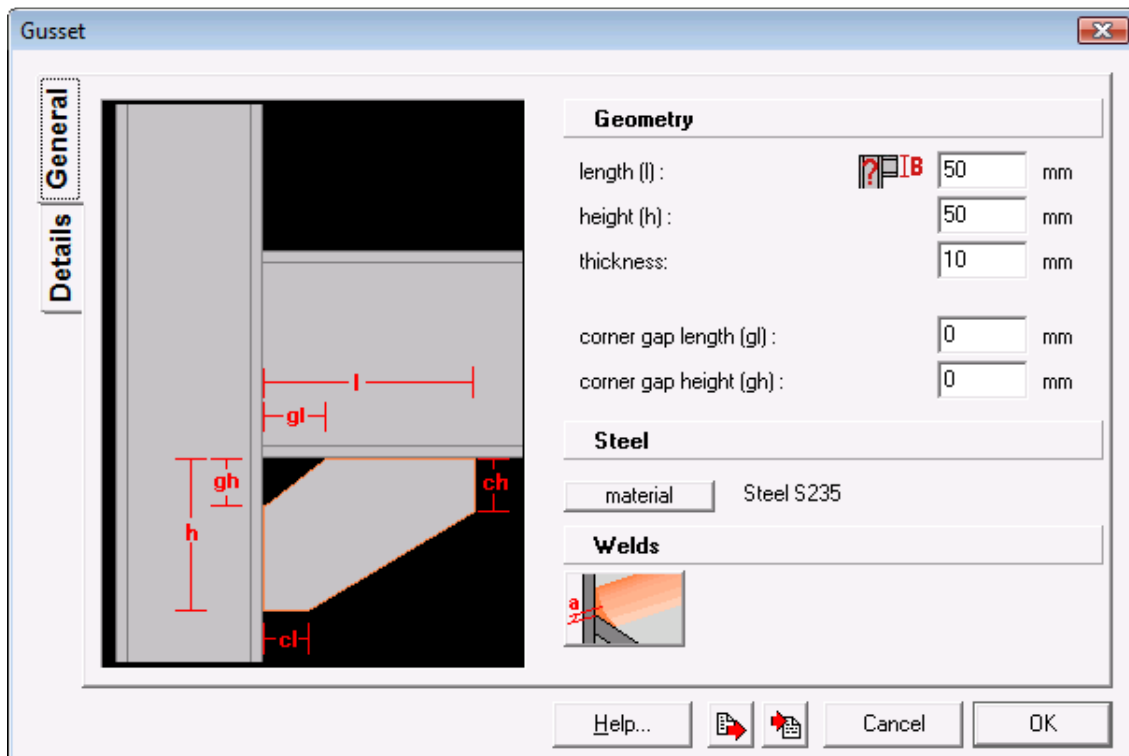 Gusset
General
Details
l
gl
gh
ch
h
cl
Geometry
length (l) :
? B
50
mm
height (h) :
50
mm
thickness:
10
mm
corner gap length (gl) :
0
mm
corner gap height (gh) :
0
mm
Steel
material
Steel S235
Welds
a
Help...
Cancel
OK